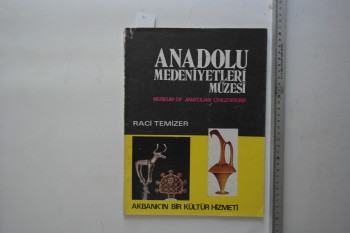 ANADOLU
MEDENİYETLERİ
MÜZESİ
MUSEUM OF ANATOLIAN CIVILIZATIONS
RACİ TEMİZER
AKBANK'IN BİR KÜLTÜR HİZMETİ